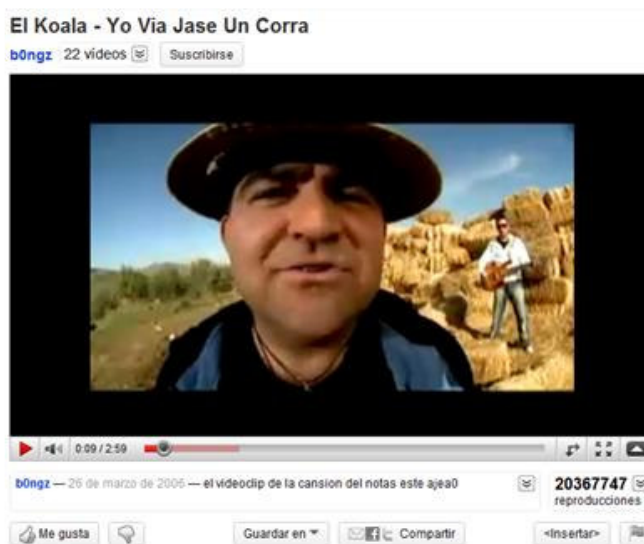 El Koala - Yo Via Jase Un Corra
b0ngz 22 vídeos Suscribirse
0:09 / 2:59
b0ngz — 26 de marzo de 2006 — el videoclip de la cansion del notas este ajea0
20367747
reproducciones
Me gusta Guardar en Compartir <Insertar>